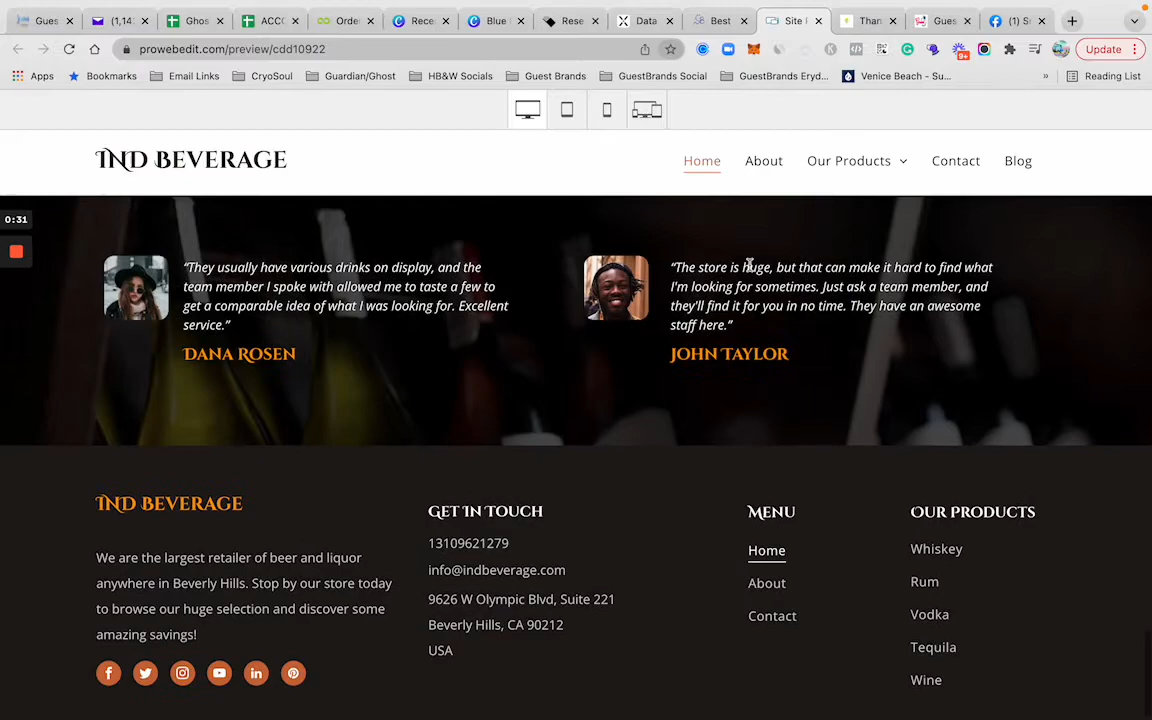 Gues
(1,14:
Ghos
ACCO
Orde
Rece
Blue
Rese
Data
Best
Site F
Than
Gues
(1) S
prowebedit.com/preview/cdd10922
Update
Apps
Bookmarks
Email Links
CryoSoul
Guardian/Ghost
HB&W Socials
Guest Brands
GuestBrands Social
GuestBrands Eryd...
Venice Beach - Su...
»
Reading List
IND BEVERAGE
Home
About
Our Products
Contact
Blog
0:31
“They usually have various drinks on display, and the
team member I spoke with allowed me to taste a few to
get a comparable idea of what I was looking for. Excellent
service.”
DANA ROSEN
“The store is huge, but that can make it hard to find what
I'm looking for sometimes. Just ask a team member, and
they'll find it for you in no time. They have an awesome
staff here.”
JOHN TAYLOR
IND BEVERAGE
We are the largest retailer of beer and liquor
anywhere in Beverly Hills. Stop by our store today
to browse our huge selection and discover some
amazing savings!
GET IN TOUCH
13109621279
info@indbeverage.com
9626 W Olympic Blvd, Suite 221
Beverly Hills, CA 90212
USA
MENU
Home
About
Contact
OUR PRODUCTS
Whiskey
Rum
Vodka
Tequila
Wine